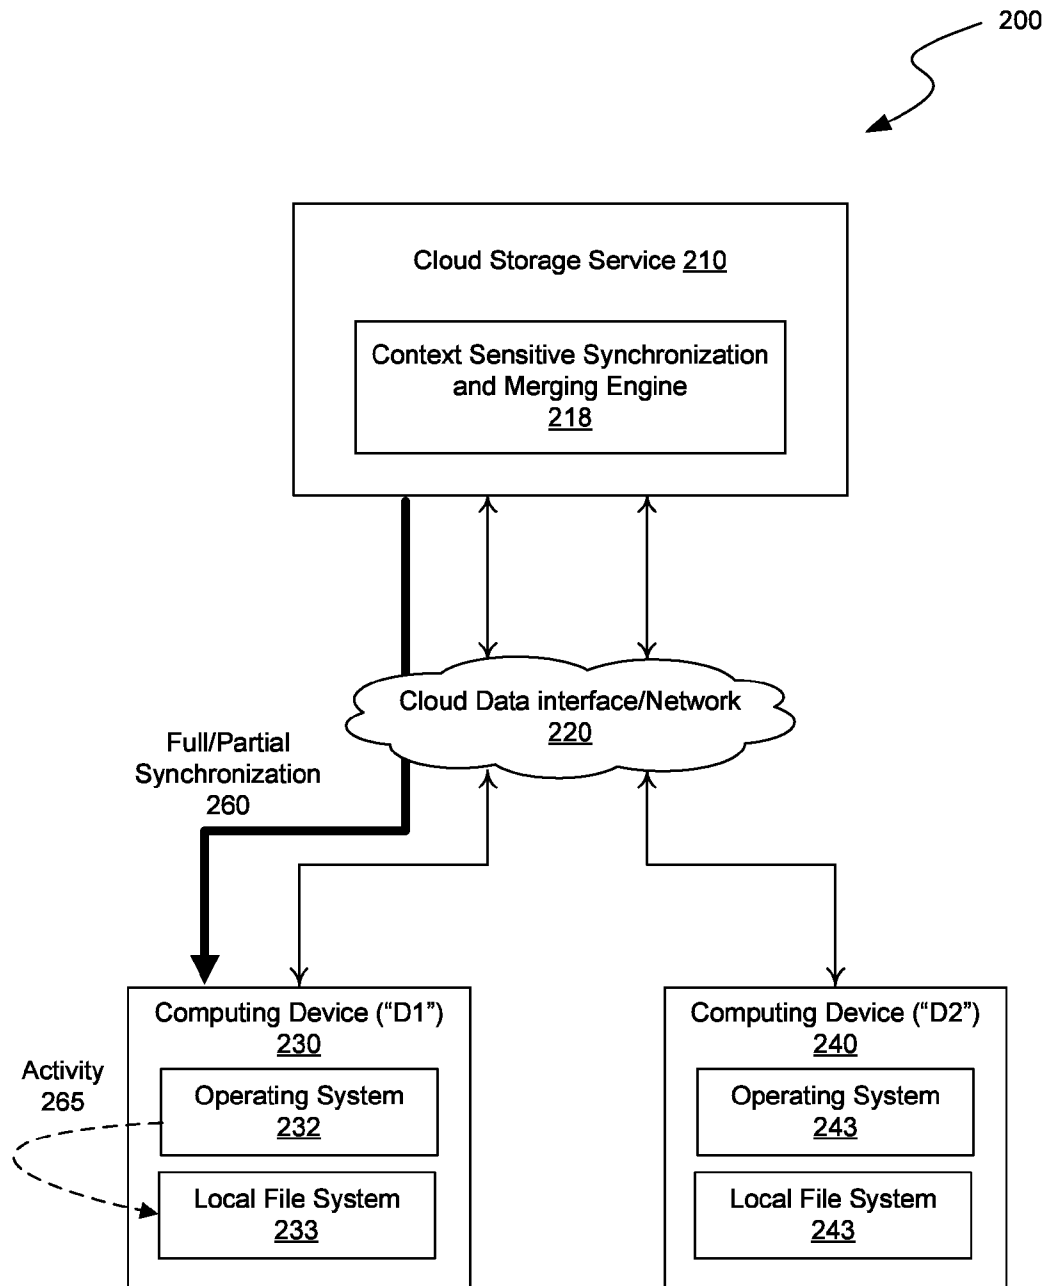 200
Cloud Storage Service 210
Context Sensitive Synchronization
and Merging Engine
218
Cloud Data interface/Network
220
Full/Partial
Synchronization
260
Computing Device (“D1”)
230
Activity
265
Operating System
232
Local File System
233
Computing Device (“D2”)
240
Operating System
243
Local File System
243